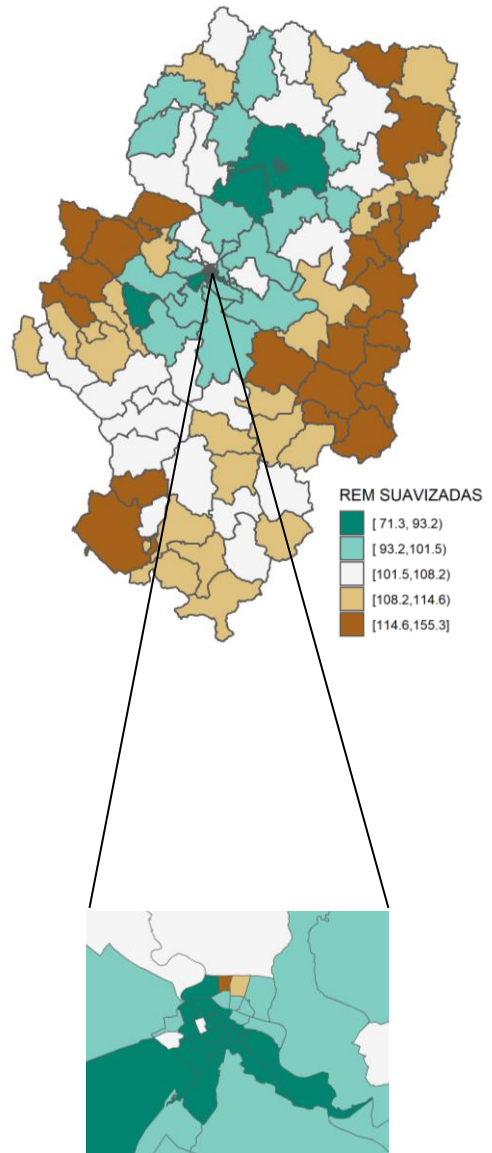 REM SUAVIZADAS
[ 71.3, 93.2)
[ 93.2,101.5)
[101.5,108.2)
[108.2,114.6)
[114.6,155.3]